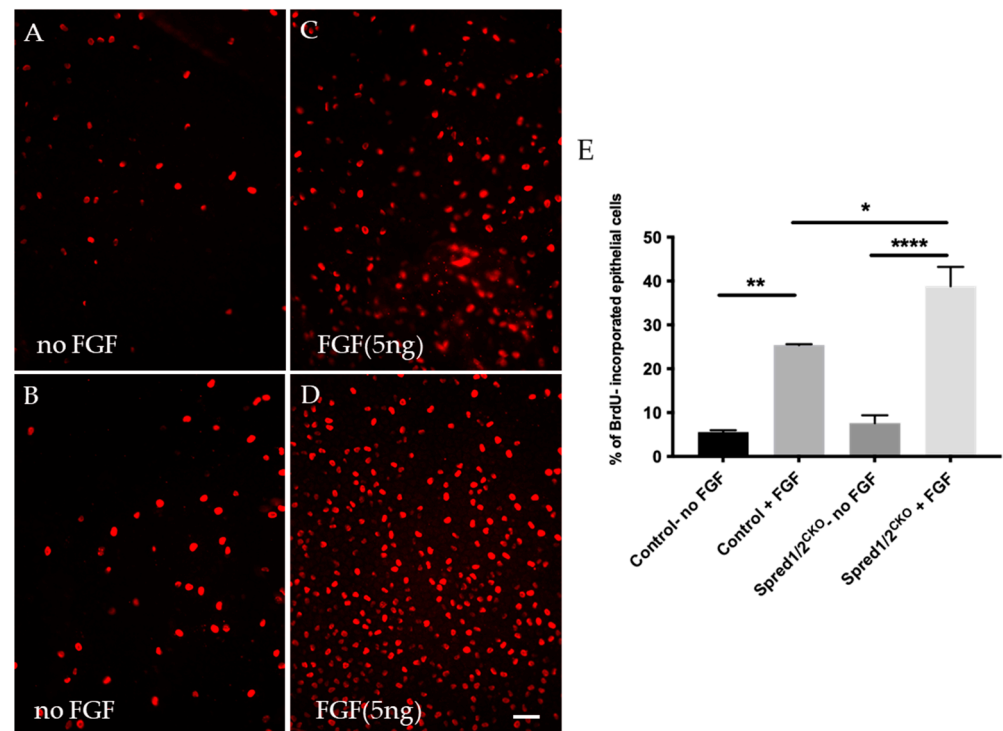 A
no FGF
C
FGF(5ng)
B
no FGF
D
FGF(5ng)
E
% of BrdU- incorporated epithelial cells
50
40
30
20
10
0
**
*
****
Control- no FGF
Control + FGF
Spred1/2CKO- no FGF
Spred1/2CKO + FGF